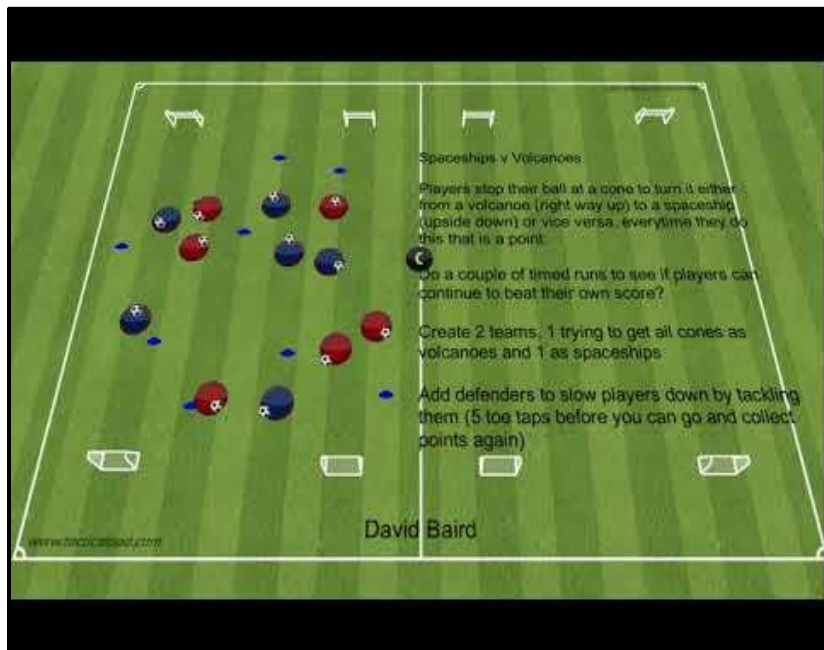 Spaceships v Volcanoes
Players stop their ball at a cone to turn it either
from a volcanoe (right way up) to a spaceship
(upside down) or vice versa, everytime they do
this that is a point.
Do a couple of timed runs to see if players can
continue to beat their own score?
C
Create 2 teams, 1 trying to get all cones as
volcanoes and 1 as spaceships
Add defenders to slow players down by tackling
them (5 toe taps before you can go and collect
points again)
David Baird
www.tacticalpad.com